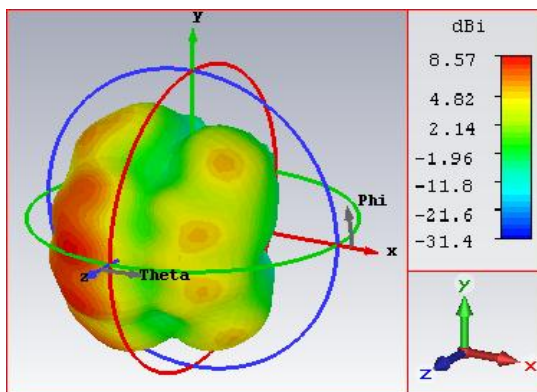 y
x
z
Theta
Phi
dBi
8.57
4.82
2.14
-1.96
-11.8
-21.6
-31.4
y
z
x